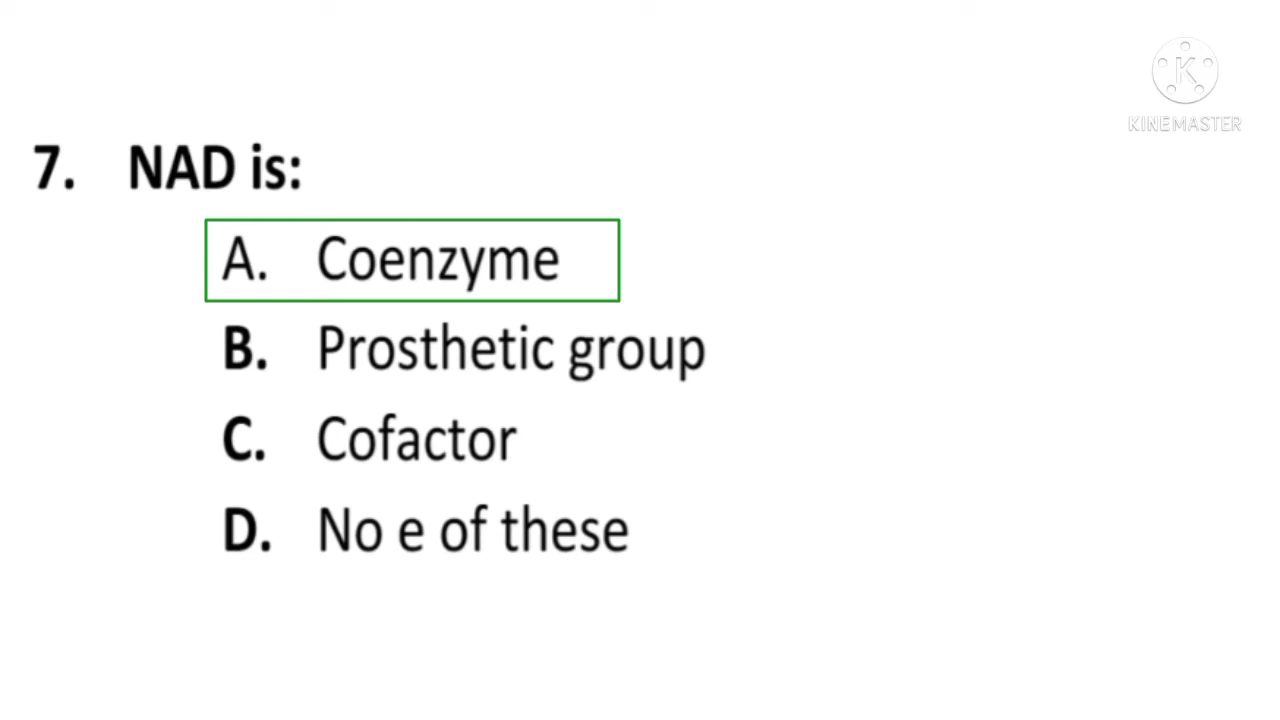 K
KINEMASTER
7. NAD is:
A. Coenzyme
B. Prosthetic group
C. Cofactor
D. No e of these